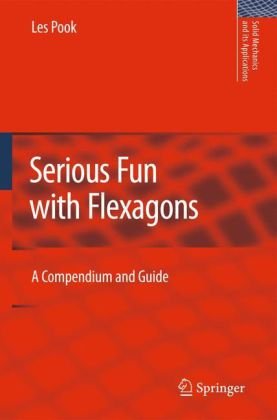 Les Pook
Solid Mechanics
and its Applications
Serious Fun
with Flexagons
A Compendium and Guide
Springer